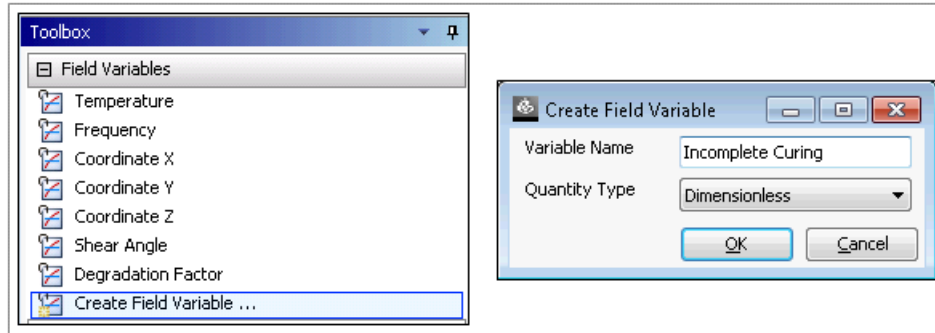 Toolbox
Field Variables
Temperature
Frequency
Coordinate X
Coordinate Y
Coordinate Z
Shear Angle
Degradation Factor
Create Field Variable ...
Create Field Variable
Variable Name Incomplete Curing
Quantity Type Dimensionless
OK Cancel